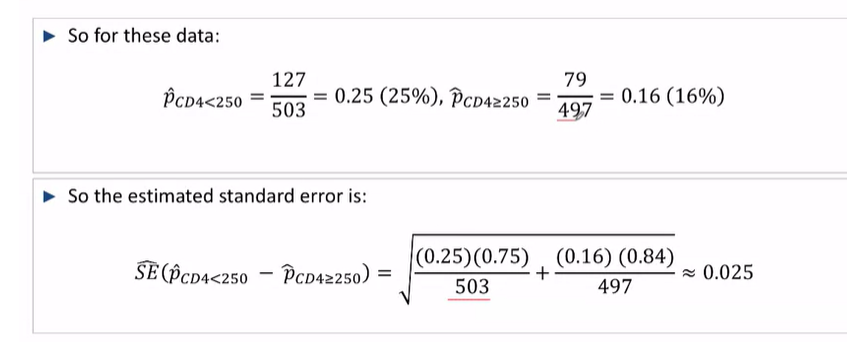 ► So for these data:
p̂CD4<250 = 127/503 = 0.25 (25%), p̂CD4≥250 = 79/497 = 0.16 (16%)
► So the estimated standard error is:
SÊ(p̂CD4<250 − p̂CD4≥250) = √((0.25)(0.75)/503 + (0.16) (0.84)/497) ≈ 0.025